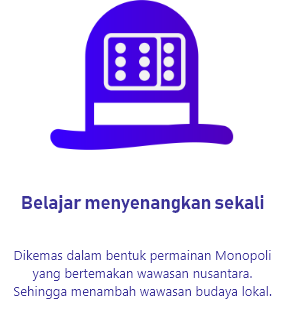 Belajar menyenangkan sekali
Dikemas dalam bentuk permainan Monopoli
yang bertemakan wawasan nusantara.
Sehingga menambah wawasan budaya lokal.